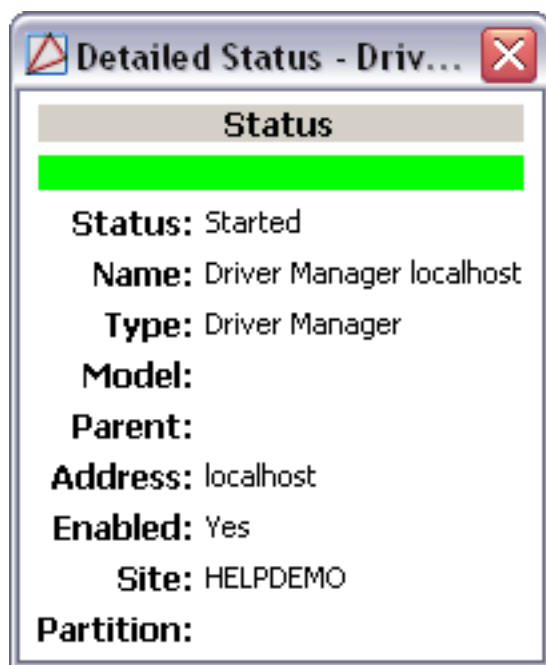 Detailed Status - Driv...
Status
Status: Started
Name: Driver Manager localhost
Type: Driver Manager
Model:
Parent:
Address: localhost
Enabled: Yes
Site: HELPDEMO
Partition: